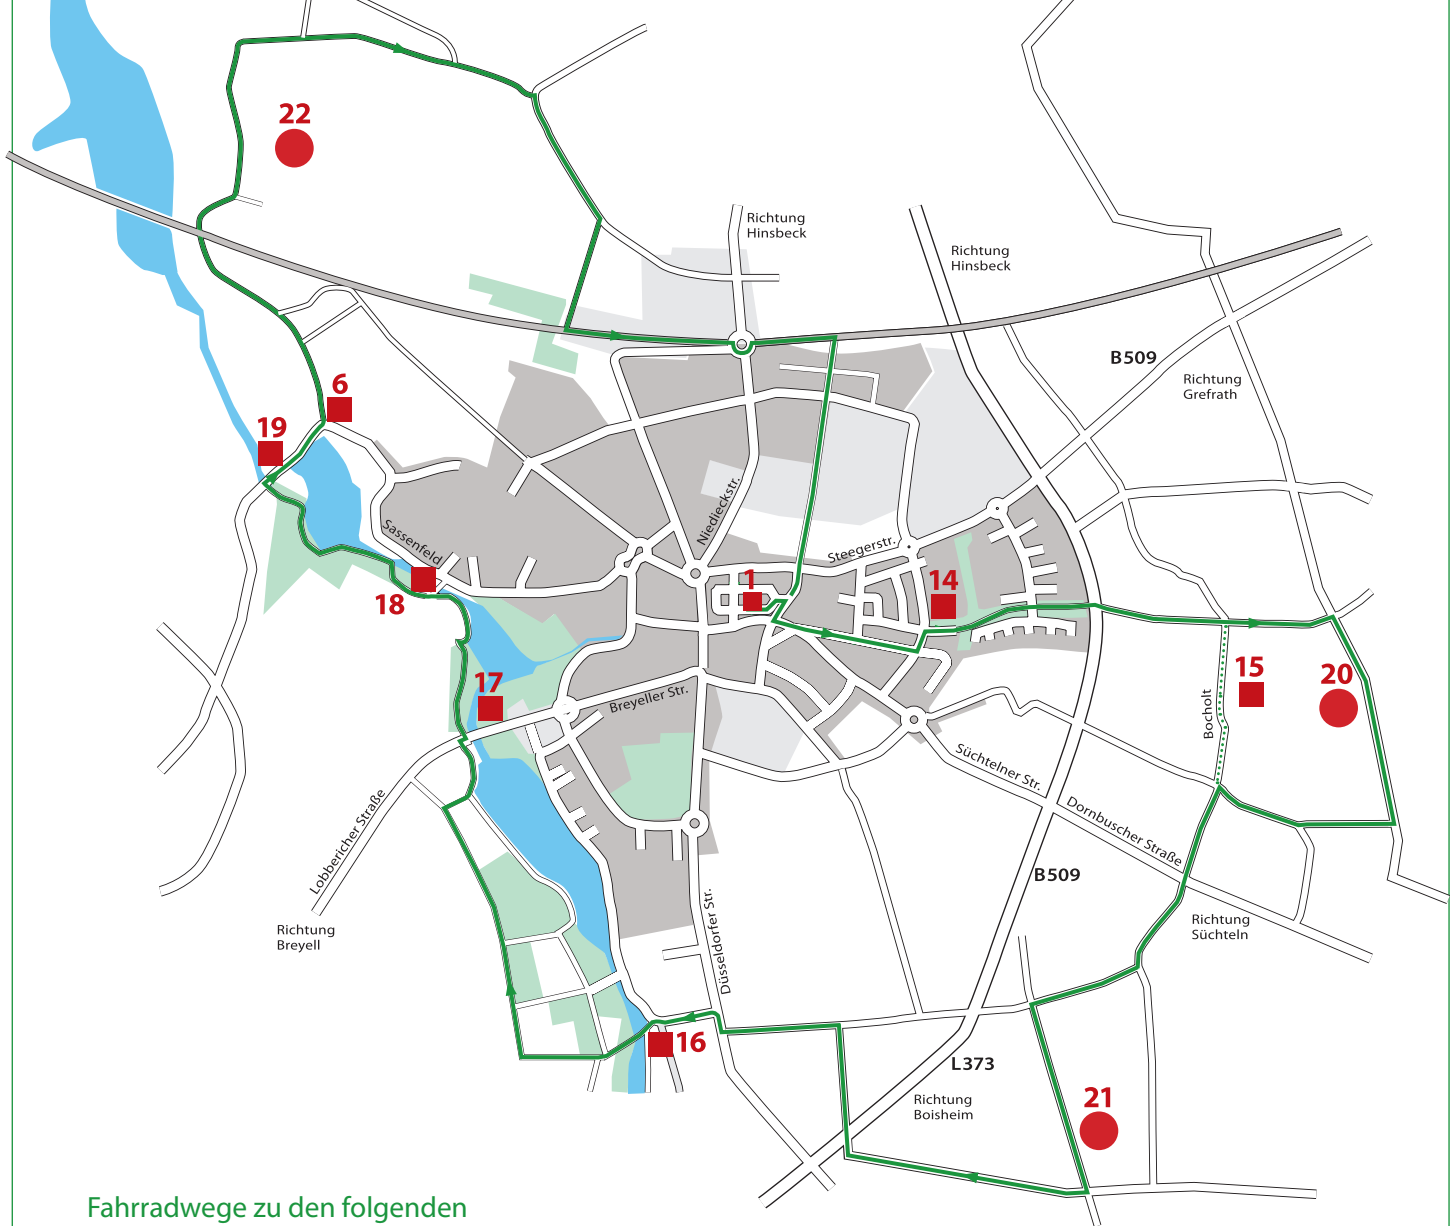 22
Richtung
Hinsbeck
Richtung
Hinsbeck
B509
Richtung
Grefrath
6
19
Niedieckstr.
Sassenfeld
Steegerstr.
18
1
14
17
Breyeller Str.
15
20
Bocholt
Süchtelner Str.
Dornbuscher Straße
Lobbericher Straße
B509
Richtung
Breyell
Richtung
Süchteln
Düsseldorfer Str.
16
L373
Richtung
Boisheim
21
Fahrradwege zu den folgenden